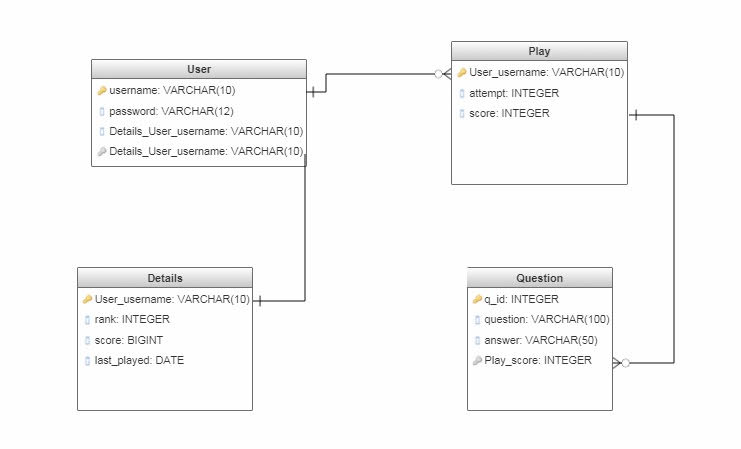 User
username: VARCHAR(10)
password: VARCHAR(12)
Details_User_username: VARCHAR(10)
Details_User_username: VARCHAR(10)
Play
User_username: VARCHAR(10)
attempt: INTEGER
score: INTEGER
Details
User_username: VARCHAR(10)
rank: INTEGER
score: BIGINT
last_played: DATE
Question
q_id: INTEGER
question: VARCHAR(100)
answer: VARCHAR(50)
Play_score: INTEGER